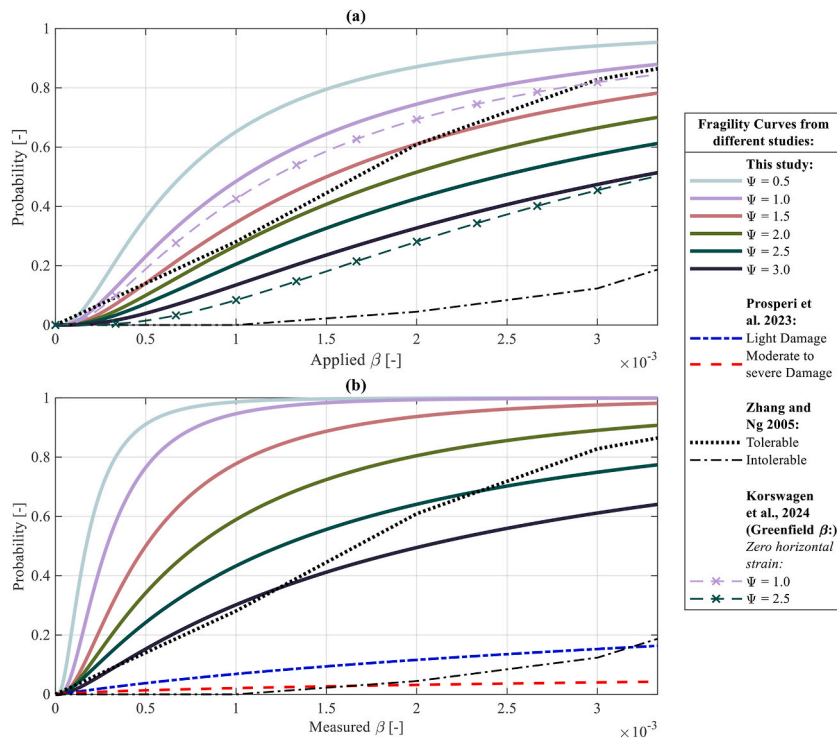 (a)
1
0.8
0.6
0.4
0.2
0
Probability [-]
0 0.5 1 1.5 2 2.5 3
Applied β [-]
×10⁻³
(b)
1
0.8
0.6
0.4
0.2
0
Probability [-]
0 0.5 1 1.5 2 2.5 3
Measured β [-]
×10⁻³
Fragility Curves from
different studies:
This study:
Ψ = 0.5
Ψ = 1.0
Ψ = 1.5
Ψ = 2.0
Ψ = 2.5
Ψ = 3.0
Prosperi et
al. 2023:
Light Damage
Moderate to
severe Damage
Zhang and
Ng 2005:
Tolerable
Intolerable
Korswagen
et al., 2024
(Greenfield β:)
Zero horizontal
strain:
Ψ = 1.0
Ψ = 2.5